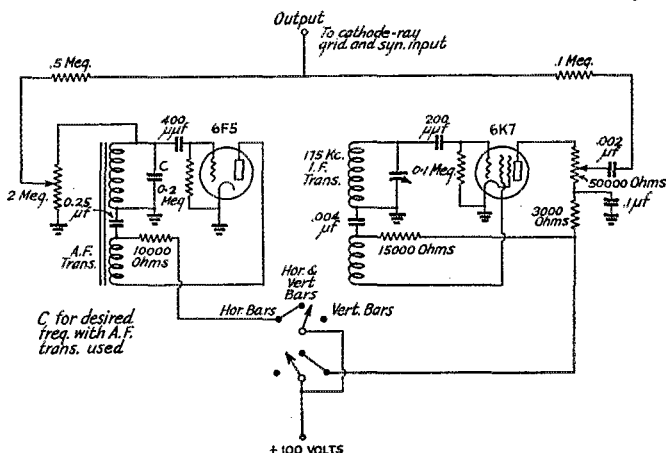 Output
To cathode-ray
grid and syn. input
.5 Meg.
.1 Meg.
400
µµf
6F5
200
µµf
6K7
C
0.2
Meg
2 Meg.
0.25
µf
A.F.
Trans.
10000
Ohms
175 Kc.
I.F.
Trans.
0.1 Meg.
.004
µf
15000 Ohms
.002
µf
50000 Ohms
3000
Ohms
.1µf
Hor. &
Vert
Bars
Hor. Bars
Vert. Bars
C for desired
freq. with A.F.
trans. used
+100 VOLTS